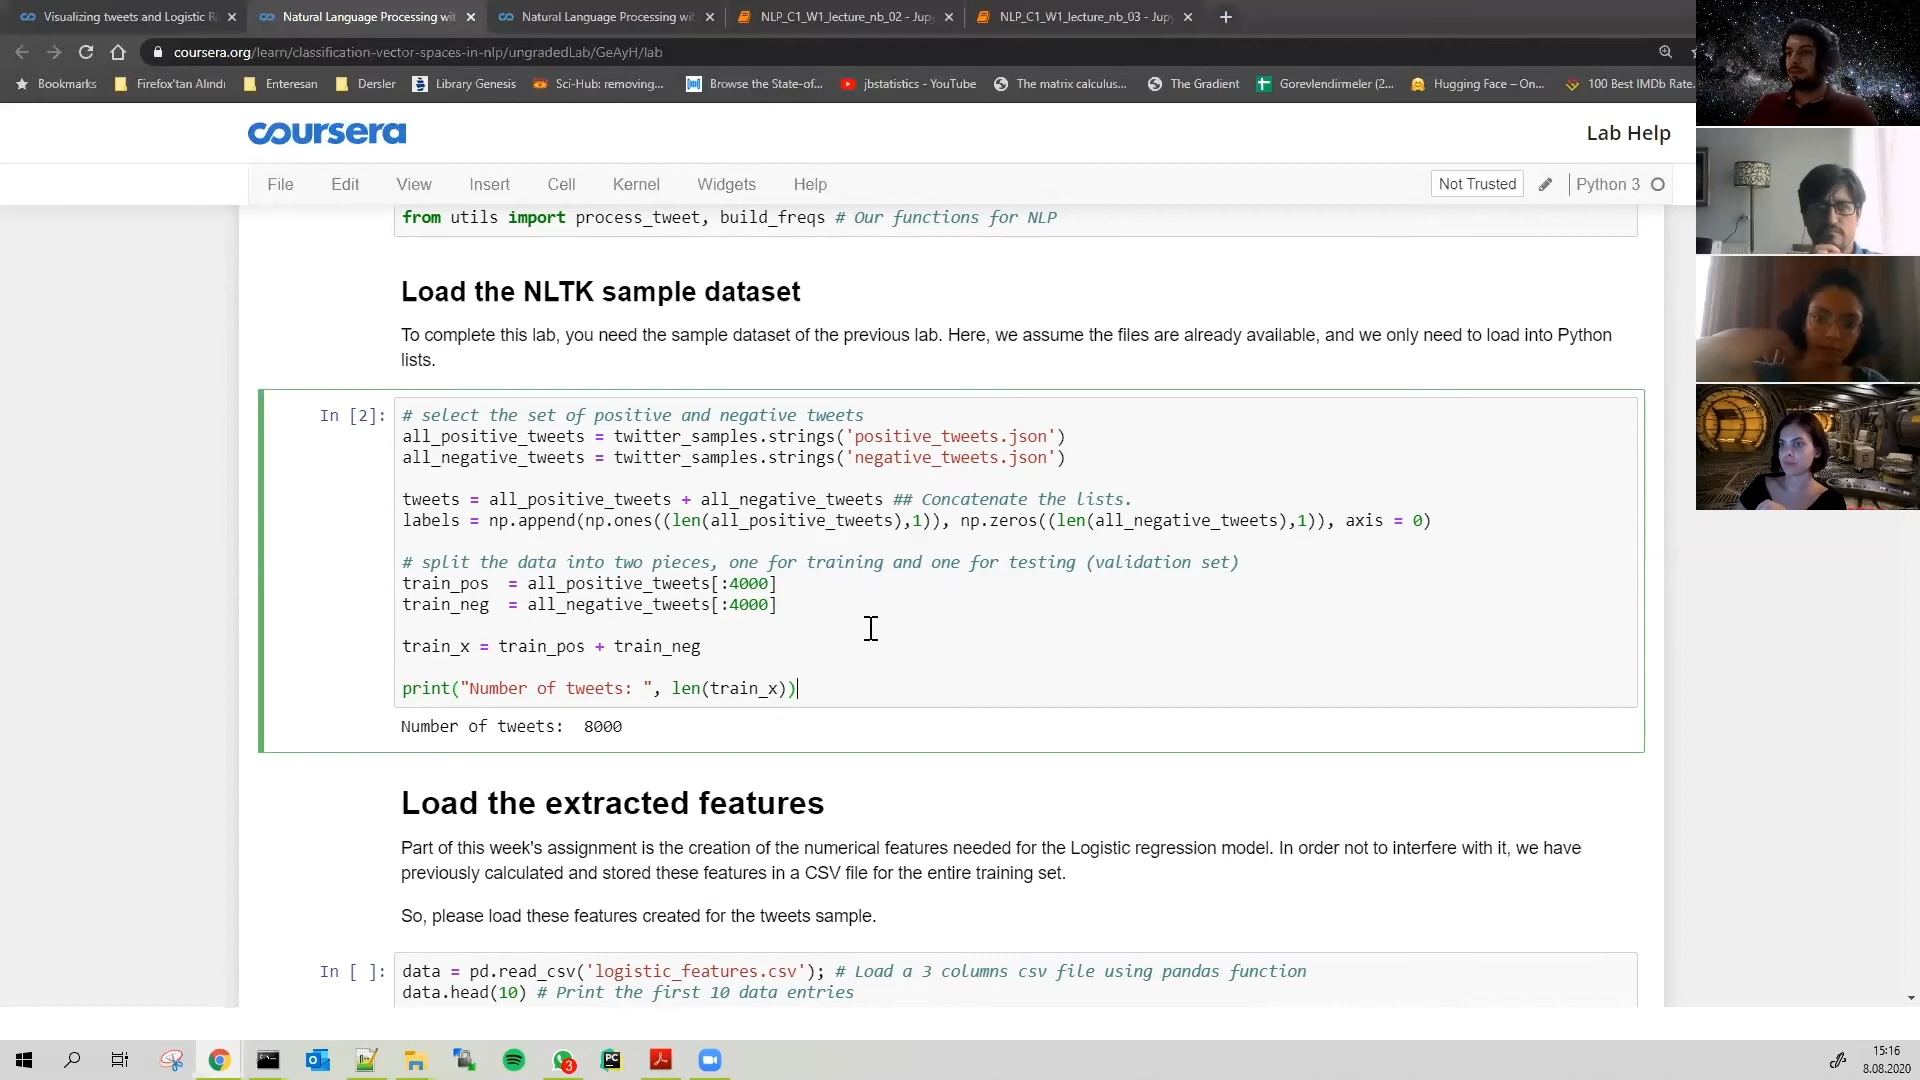 Visualizing tweets and Logistic R
Natural Language Processing wit
Natural Language Processing wit
NLP_C1_W1_lecture_nb_02 - Jup
NLP_C1_W1_lecture_nb_03 - Jup
coursera.org/learn/classification-vector-spaces-in-nlp/ungradedLab/GeAyH/lab
Bookmarks
Firefox'tan Alındı
Enteresan
Dersler
Library Genesis
Sci-Hub: removing...
Browse the State-of...
jbstatistics - YouTube
The matrix calculus...
The Gradient
Gorevlendirmeler (2...
Hugging Face – On...
100 Best IMDb Rate.
coursera
Lab Help
File Edit View Insert Cell Kernel Widgets Help
Not Trusted
Python 3
from utils import process_tweet, build_freqs # Our functions for NLP
Load the NLTK sample dataset
To complete this lab, you need the sample dataset of the previous lab. Here, we assume the files are already available, and we only need to load into Python
lists.
In [2]:
# select the set of positive and negative tweets
all_positive_tweets = twitter_samples.strings('positive_tweets.json')
all_negative_tweets = twitter_samples.strings('negative_tweets.json')
tweets = all_positive_tweets + all_negative_tweets ## Concatenate the lists.
labels = np.append(np.ones((len(all_positive_tweets),1)), np.zeros((len(all_negative_tweets),1)), axis = 0)
# split the data into two pieces, one for training and one for testing (validation set)
train_pos  = all_positive_tweets[:4000]
train_neg  = all_negative_tweets[:4000]
train_x = train_pos + train_neg
print("Number of tweets: ", len(train_x))
Number of tweets:  8000
Load the extracted features
Part of this week's assignment is the creation of the numerical features needed for the Logistic regression model. In order not to interfere with it, we have
previously calculated and stored these features in a CSV file for the entire training set.
So, please load these features created for the tweets sample.
In [ ]:
data = pd.read_csv('logistic_features.csv'); # Load a 3 columns csv file using pandas function
data.head(10) # Print the first 10 data entries
3
PC
15:16
8.08.2020